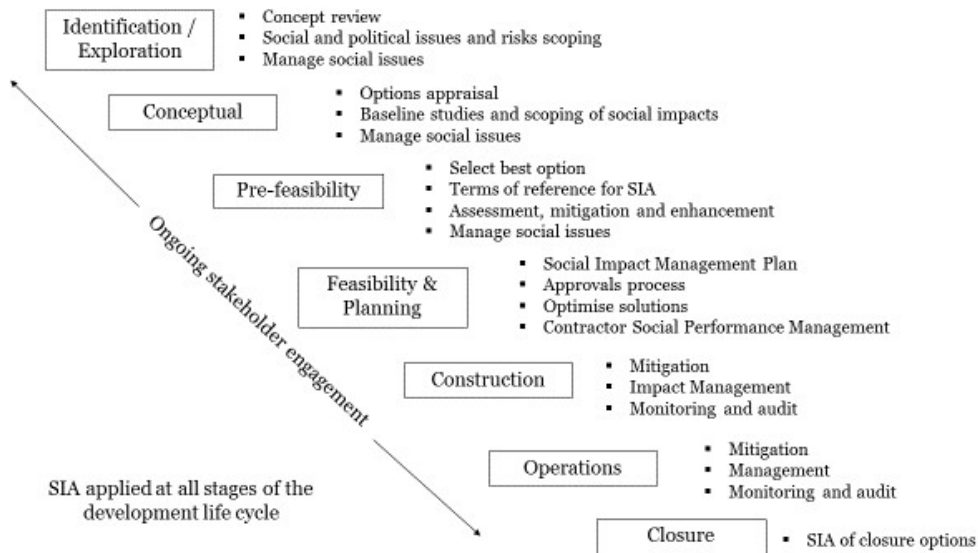 Identification /
Exploration
▪ Concept review
▪ Social and political issues and risks scoping
▪ Manage social issues
Conceptual
▪ Options appraisal
▪ Baseline studies and scoping of social impacts
▪ Manage social issues
Pre-feasibility
▪ Select best option
▪ Terms of reference for SIA
▪ Assessment, mitigation and enhancement
▪ Manage social issues
Ongoing stakeholder engagement
Feasibility &
Planning
▪ Social Impact Management Plan
▪ Approvals process
▪ Optimise solutions
▪ Contractor Social Performance Management
Construction
▪ Mitigation
▪ Impact Management
▪ Monitoring and audit
Operations
▪ Mitigation
▪ Management
▪ Monitoring and audit
SIA applied at all stages of the
development life cycle
Closure
▪ SIA of closure options